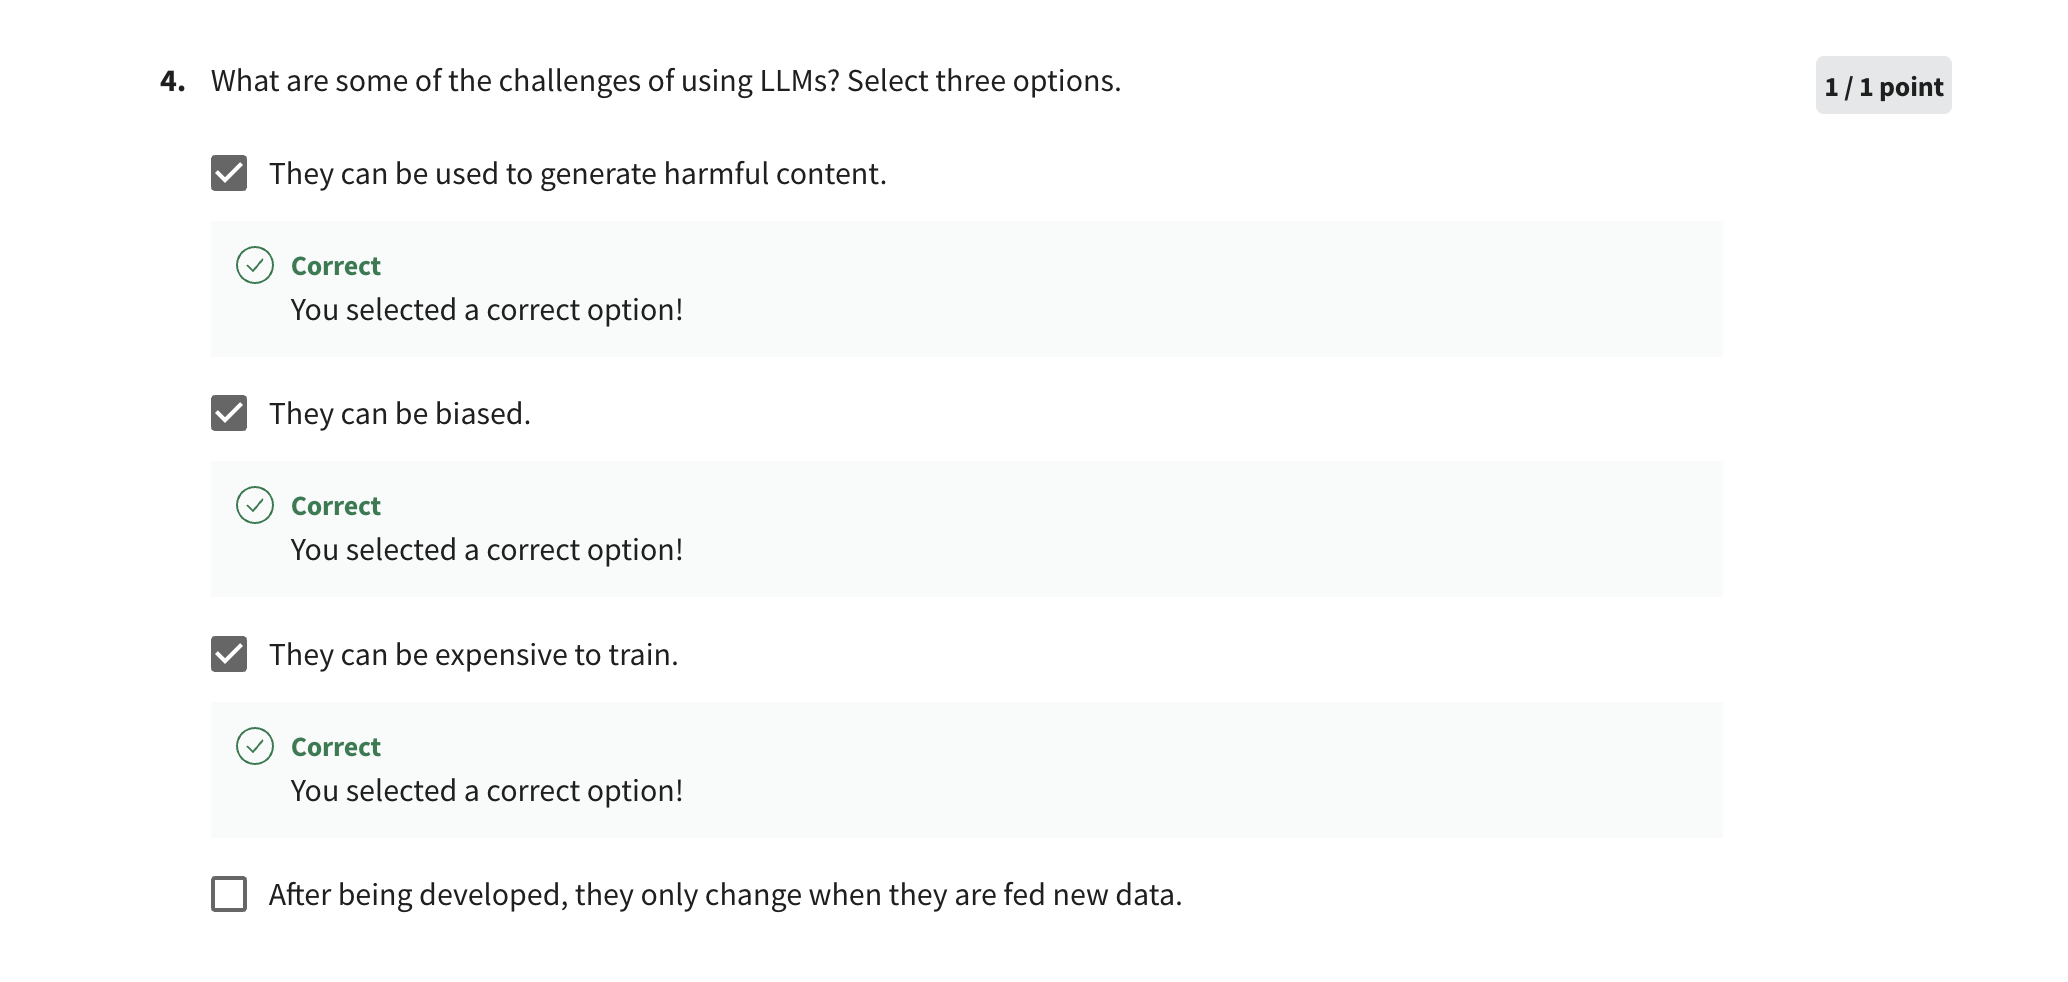 4. What are some of the challenges of using LLMs? Select three options.
1 / 1 point
They can be used to generate harmful content.
Correct
You selected a correct option!
They can be biased.
Correct
You selected a correct option!
They can be expensive to train.
Correct
You selected a correct option!
After being developed, they only change when they are fed new data.